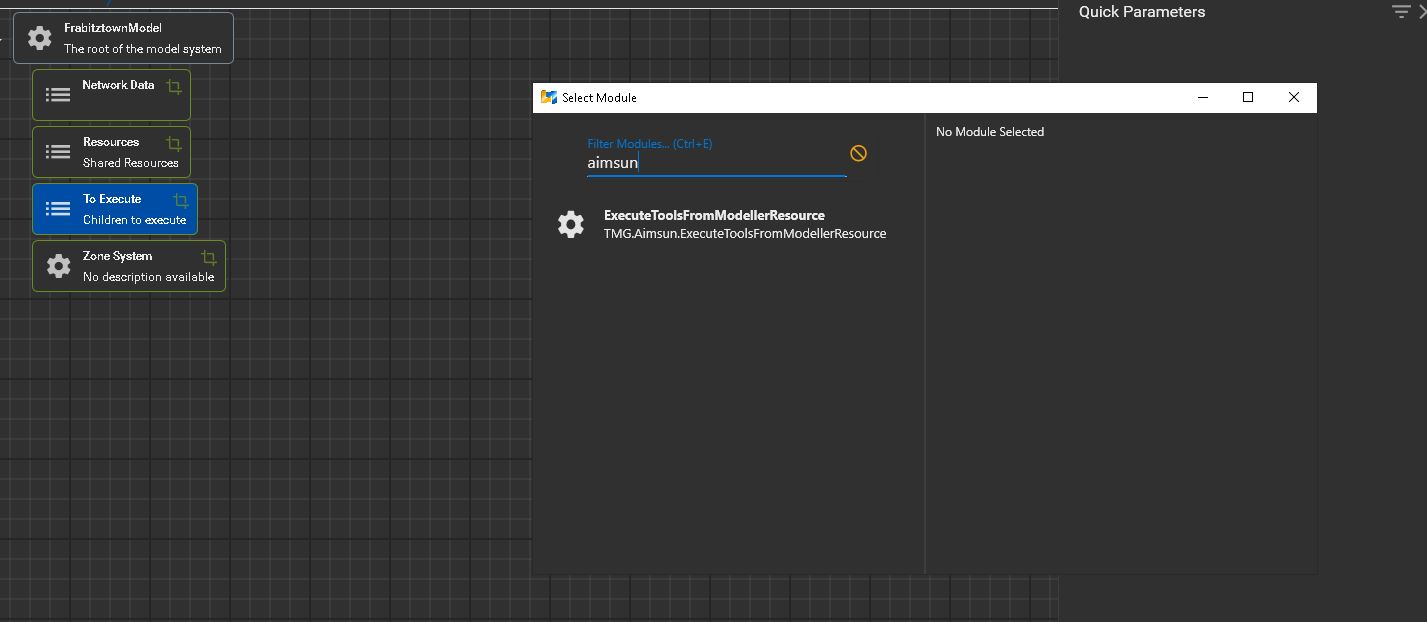 Quick Parameters
FrabitztownModel
The root of the model system
Network Data
Resources
Shared Resources
To Execute
Children to execute
Zone System
No description available
Select Module
Filter Modules... (Ctrl+E)
aimsun
No Module Selected
ExecuteToolsFromModellerResource
TMG.Aimsun.ExecuteToolsFromModellerResource